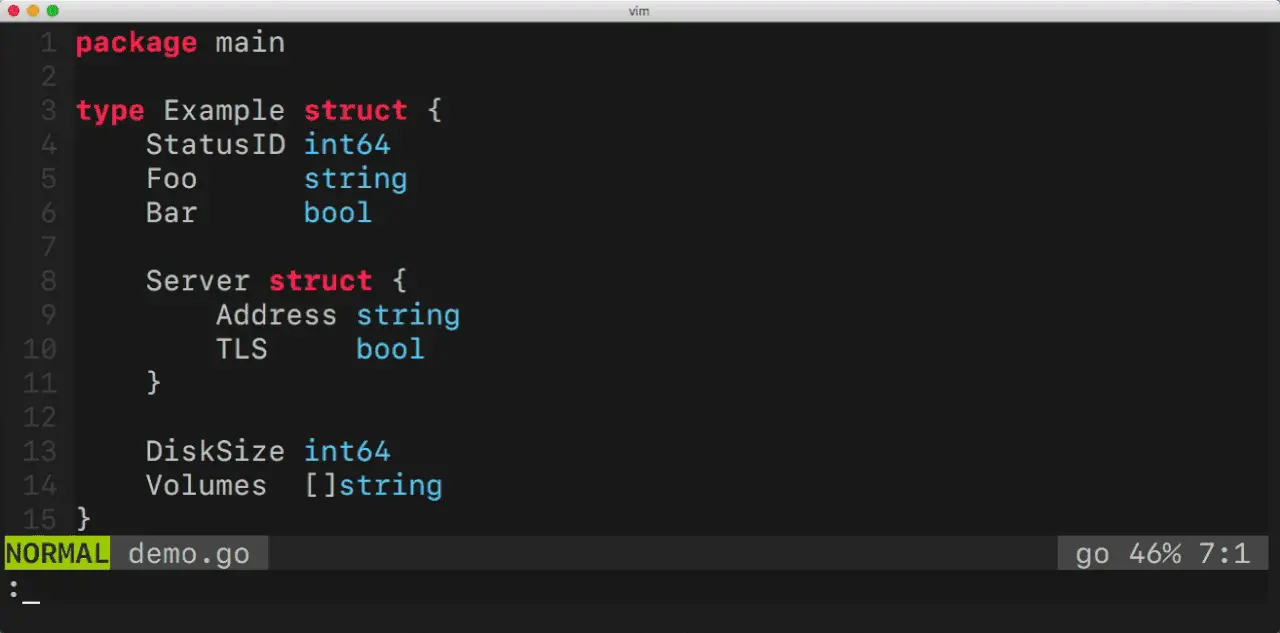 vim
1 package main
2
3 type Example struct {
4     StatusID int64
5     Foo      string
6     Bar      bool
7
8     Server struct {
9         Address string
10         TLS     bool
11     }
12
13     DiskSize int64
14     Volumes  []string
15 }
NORMAL demo.go go 46% 7:1
:_